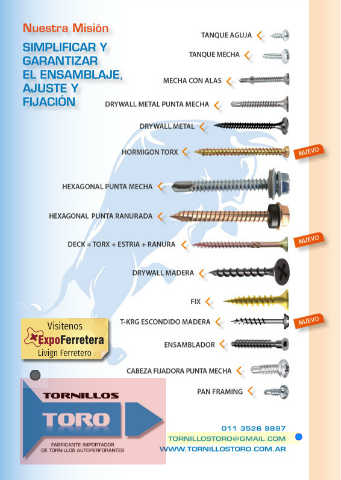 Nuestra Misión
SIMPLIFICAR Y
GARANTIZAR
EL ENSAMBLAJE,
AJUSTE Y
FIJACIÓN
TANQUE AGUJA
TANQUE MECHA
MECHA CON ALAS
DRYWALL METAL PUNTA MECHA
DRYWALL METAL
HORMIGON TORX
NUEVO
HEXAGONAL PUNTA MECHA
HEXAGONAL PUNTA RANURADA
DECK = TORX + ESTRIA + RANURA
NUEVO
DRYWALL MADERA
FIX
T-KRG ESCONDIDO MADERA
NUEVO
ENSAMBLADOR
CABEZA FIJADORA PUNTA MECHA
PAN FRAMING
Visítenos
ExpoFerretera
Livign Ferretero
TORNILLOS
TORO
FABRICANTE IMPORTADOR
DE TORNILLOS AUTOPERFORANTES
011 3526 9997
TORNILLOSTORO@GMAIL.COM
WWW.TORNILLOSTORO.COM.AR